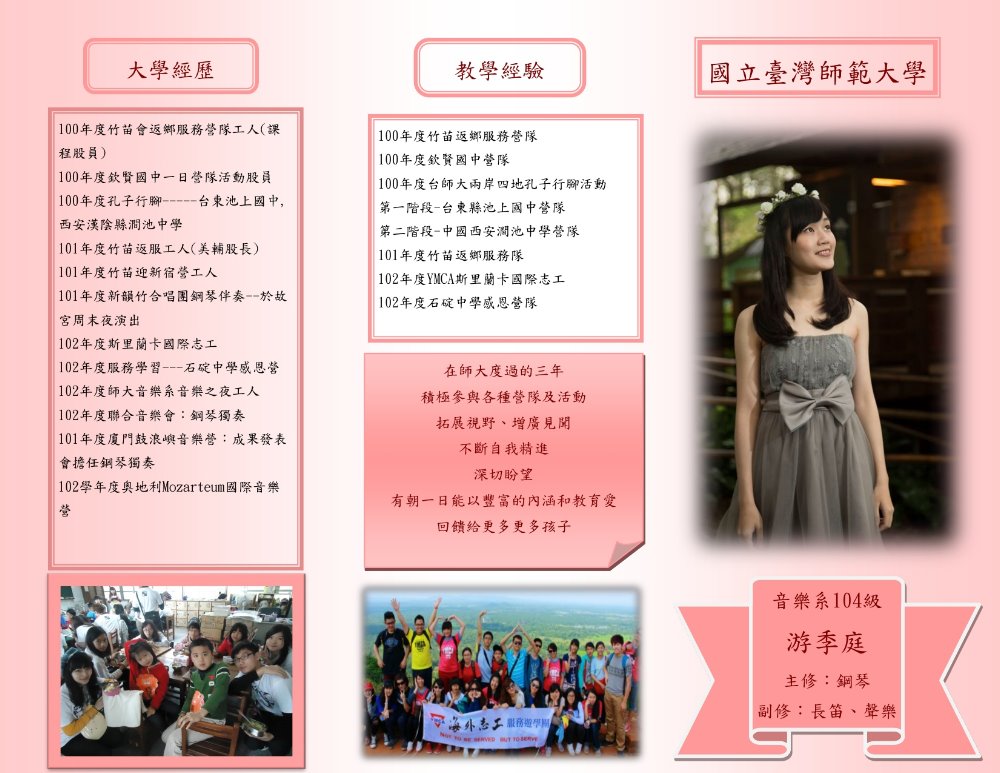 大學經歷
100年度竹苗會返鄉服務營隊工人(課
程股員)
100年度欽賢國中一日營隊活動股員
100年度孔子行腳-----台東池上國中,
西安漢陰縣澗池中學
101年度竹苗返服工人(美輔股長)
101年度竹苗迎新宿營工人
101年度新韻竹合唱團鋼琴伴奏--於故
宮周末夜演出
102年度斯里蘭卡國際志工
102年度服務學習---石碇中學感恩營
102年度師大音樂系音樂之夜工人
102年度聯合音樂會：鋼琴獨奏
101年度廈門鼓浪嶼音樂營：成果發表
會擔任鋼琴獨奏
102學年度奧地利Mozarteum國際音樂
營
教學經驗
100年度竹苗返鄉服務營隊
100年度欽賢國中營隊
100年度台師大兩岸四地孔子行腳活動
第一階段-台東縣池上國中營隊
第二階段-中國西安澗池中學營隊
101年度竹苗返鄉服務隊
102年度YMCA斯里蘭卡國際志工
102年度石碇中學感恩營隊
在師大度過的三年
積極參與各種營隊及活動
拓展視野、增廣見聞
不斷自我精進
深切盼望
有朝一日能以豐富的內涵和教育愛
回饋給更多更多孩子
海外志工 服務遊學團
NOT TO BE SERVED BUT TO SERVE
國立臺灣師範大學
音樂系104級
游季庭
主修：鋼琴
副修：長笛、聲樂